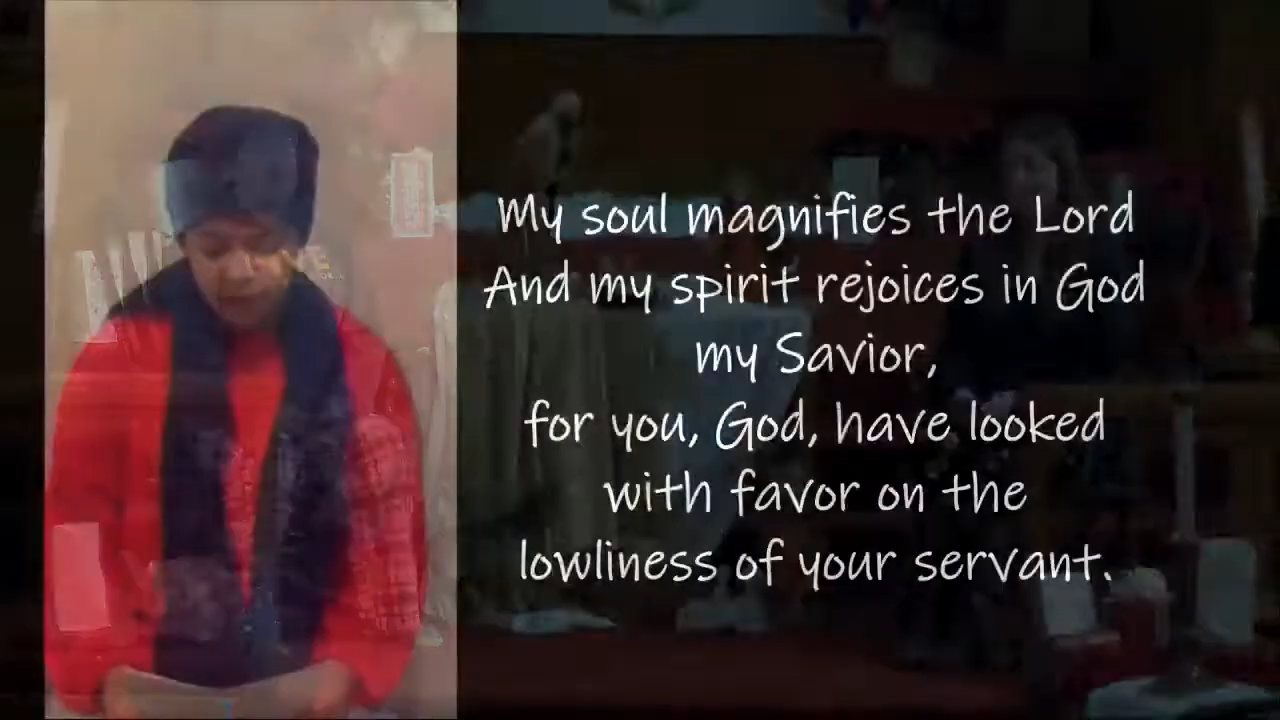 My soul magnifies the Lord
And my spirit rejoices in God
my Savior,
for you, God, have looked
with favor on the
lowliness of your servant.